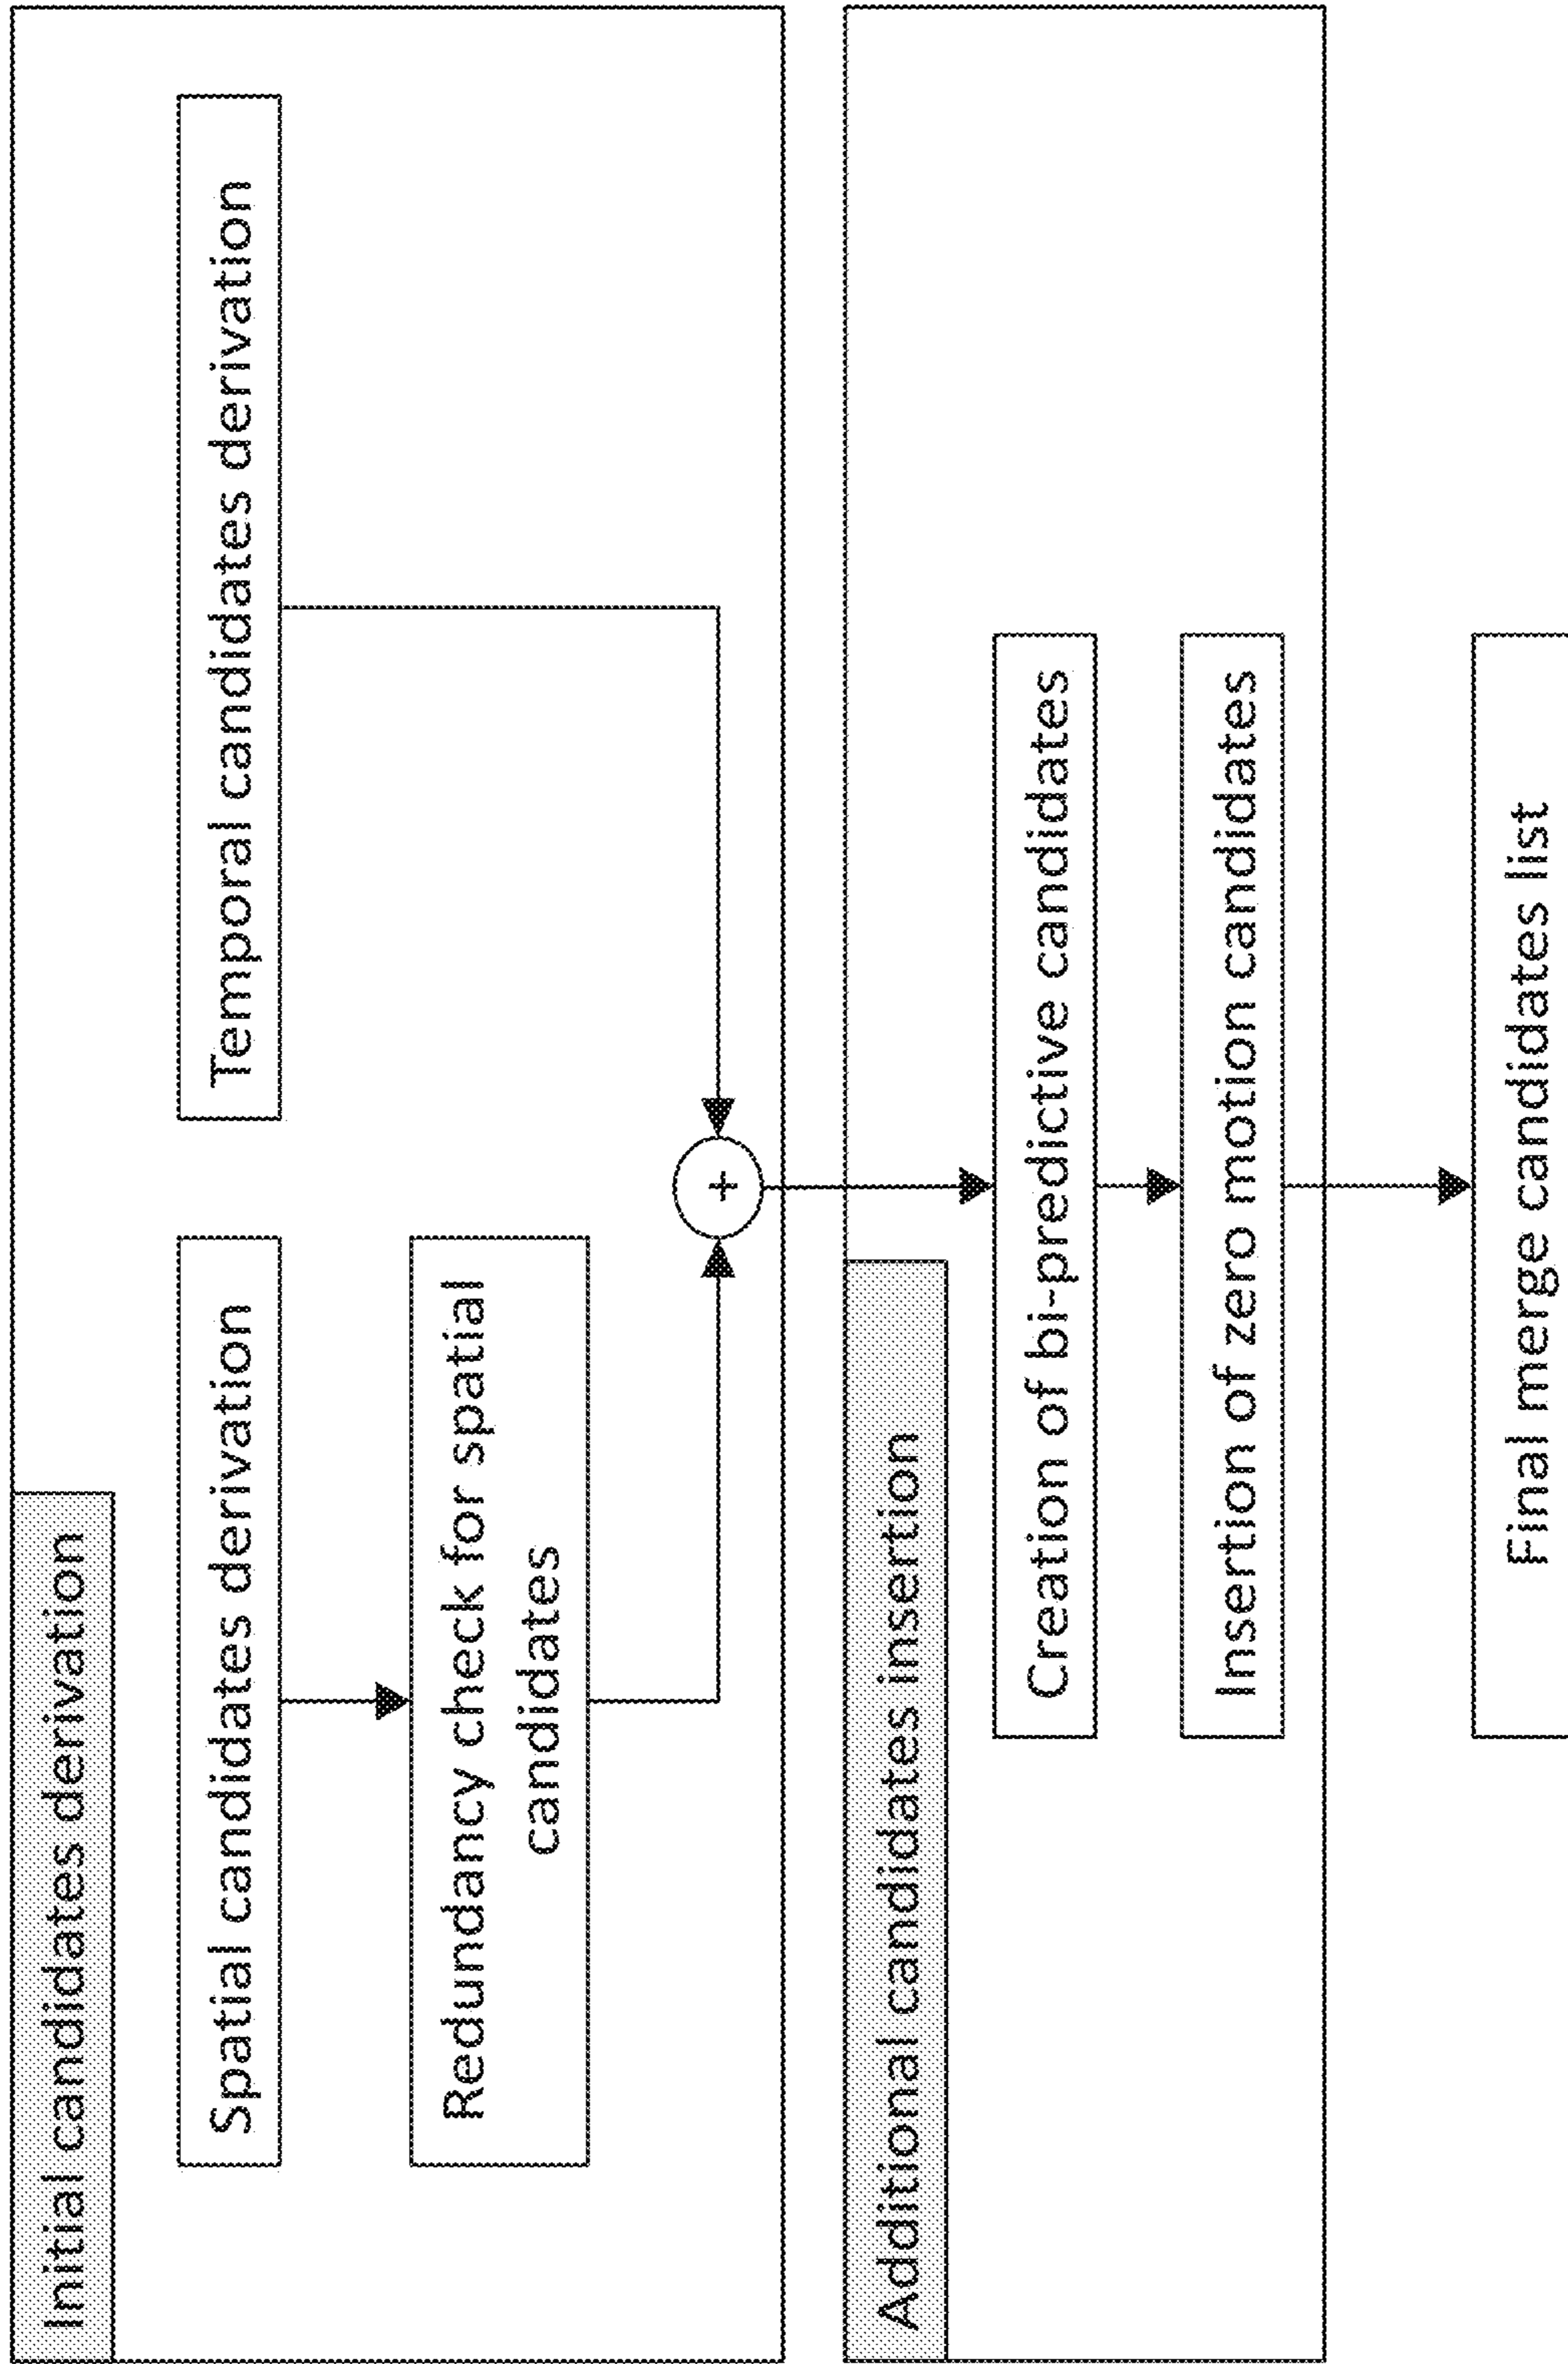 Initial candidates derivation
Spatial candidates derivation
Temporal candidates derivation
Redundancy check for spatial
candidates
+
Additional candidates insertion
Creation of bi-predictive candidates
Insertion of zero motion candidates
Final merge candidates list